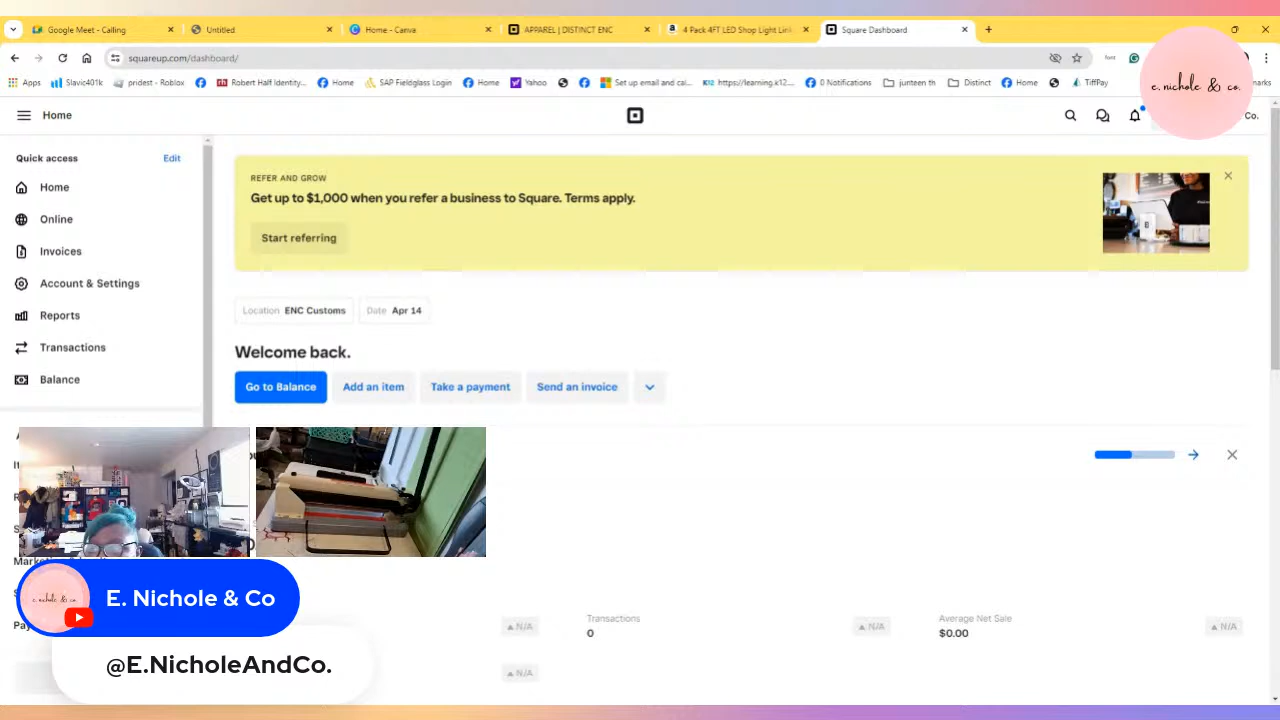 Google Meet - Calling
Untitled
Home - Canva
APPAREL | DISTINCT ENC
4 Pack 4FT LED Shop Light Link
Square Dashboard
squareup.com/dashboard/
Apps
Slavic401k
pridest - Roblox
Robert Half Identity...
Home
SAP Fieldglass Login
Home
Yahoo
Set up email and cal...
https://learning.k12...
0 Notifications
junteen th
Distinct
Home
TiffPay
e. nichole & co.
Home
Co.
Quick access
Edit
Home
Online
Invoices
Account & Settings
Reports
Transactions
Balance
REFER AND GROW
Get up to $1,000 when you refer a business to Square. Terms apply.
Start referring
Location ENC Customs
Date Apr 14
Welcome back.
Go to Balance
Add an item
Take a payment
Send an invoice
N/A
Transactions
0
N/A
Average Net Sale
$0.00
N/A
N/A
e. nichole & co.
E. Nichole & Co
@E.NicholeAndCo.